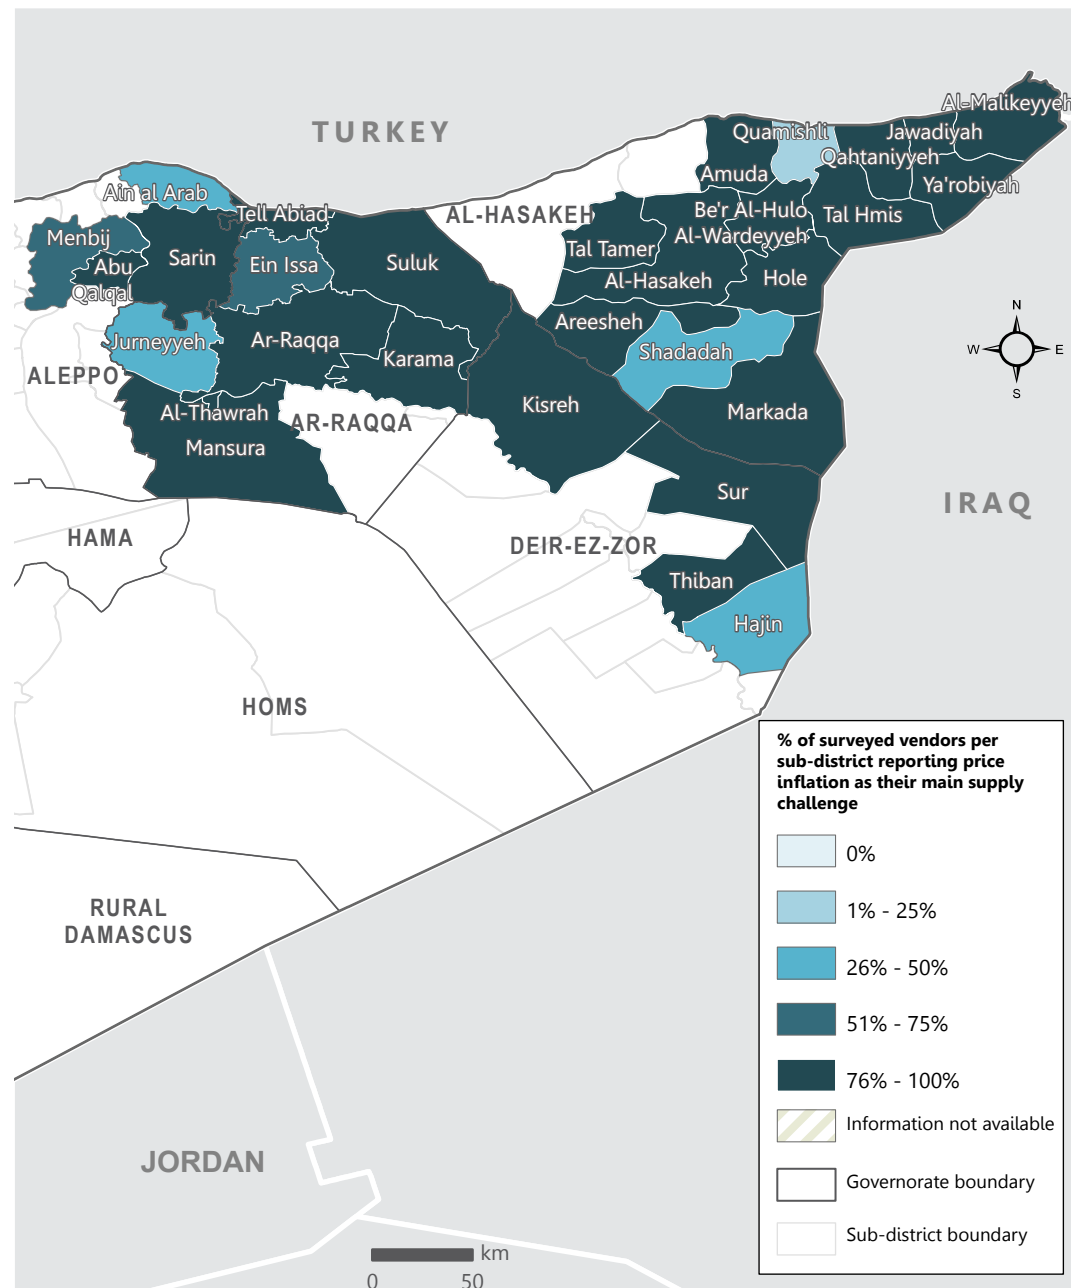 TURKEY
Al-Malikeyyeh
Quamishli
Jawadiyah
Qahtaniyyeh
Amuda
Ya'robiyah
Ain al Arab
Tell Abiad
AL-HASAKEH
Be'r Al-Hulo
Al-Wardeyyeh
Tal Hmis
Menbij
Abu
Qalqal
Sarin
Ein Issa
Suluk
Tal Tamer
Al-Hasakeh
Hole
Areesheh
N
W
E
S
Jurneyyeh
Ar-Raqqa
Karama
Shadadah
ALEPPO
Kisreh
Markada
Al-Thawrah
AR-RAQQA
Mansura
Sur
IRAQ
HAMA
DEIR-EZ-ZOR
Thiban
Hajin
HOMS
% of surveyed vendors per
sub-district reporting price
inflation as their main supply
challenge
0%
1% - 25%
26% - 50%
51% - 75%
76% - 100%
Information not available
Governorate boundary
Sub-district boundary
RURAL
DAMASCUS
JORDAN
km
0
50